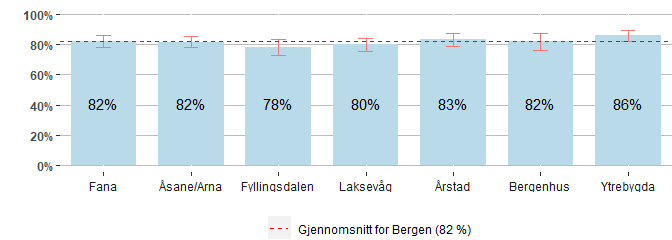 100%
80%
60%
40%
20%
0%
82% 82% 78% 80% 83% 82% 86%
Fana Åsane/Arna Fyllingsdalen Laksevåg Årstad Bergenhus Ytrebygda
Gjennomsnitt for Bergen (82 %)